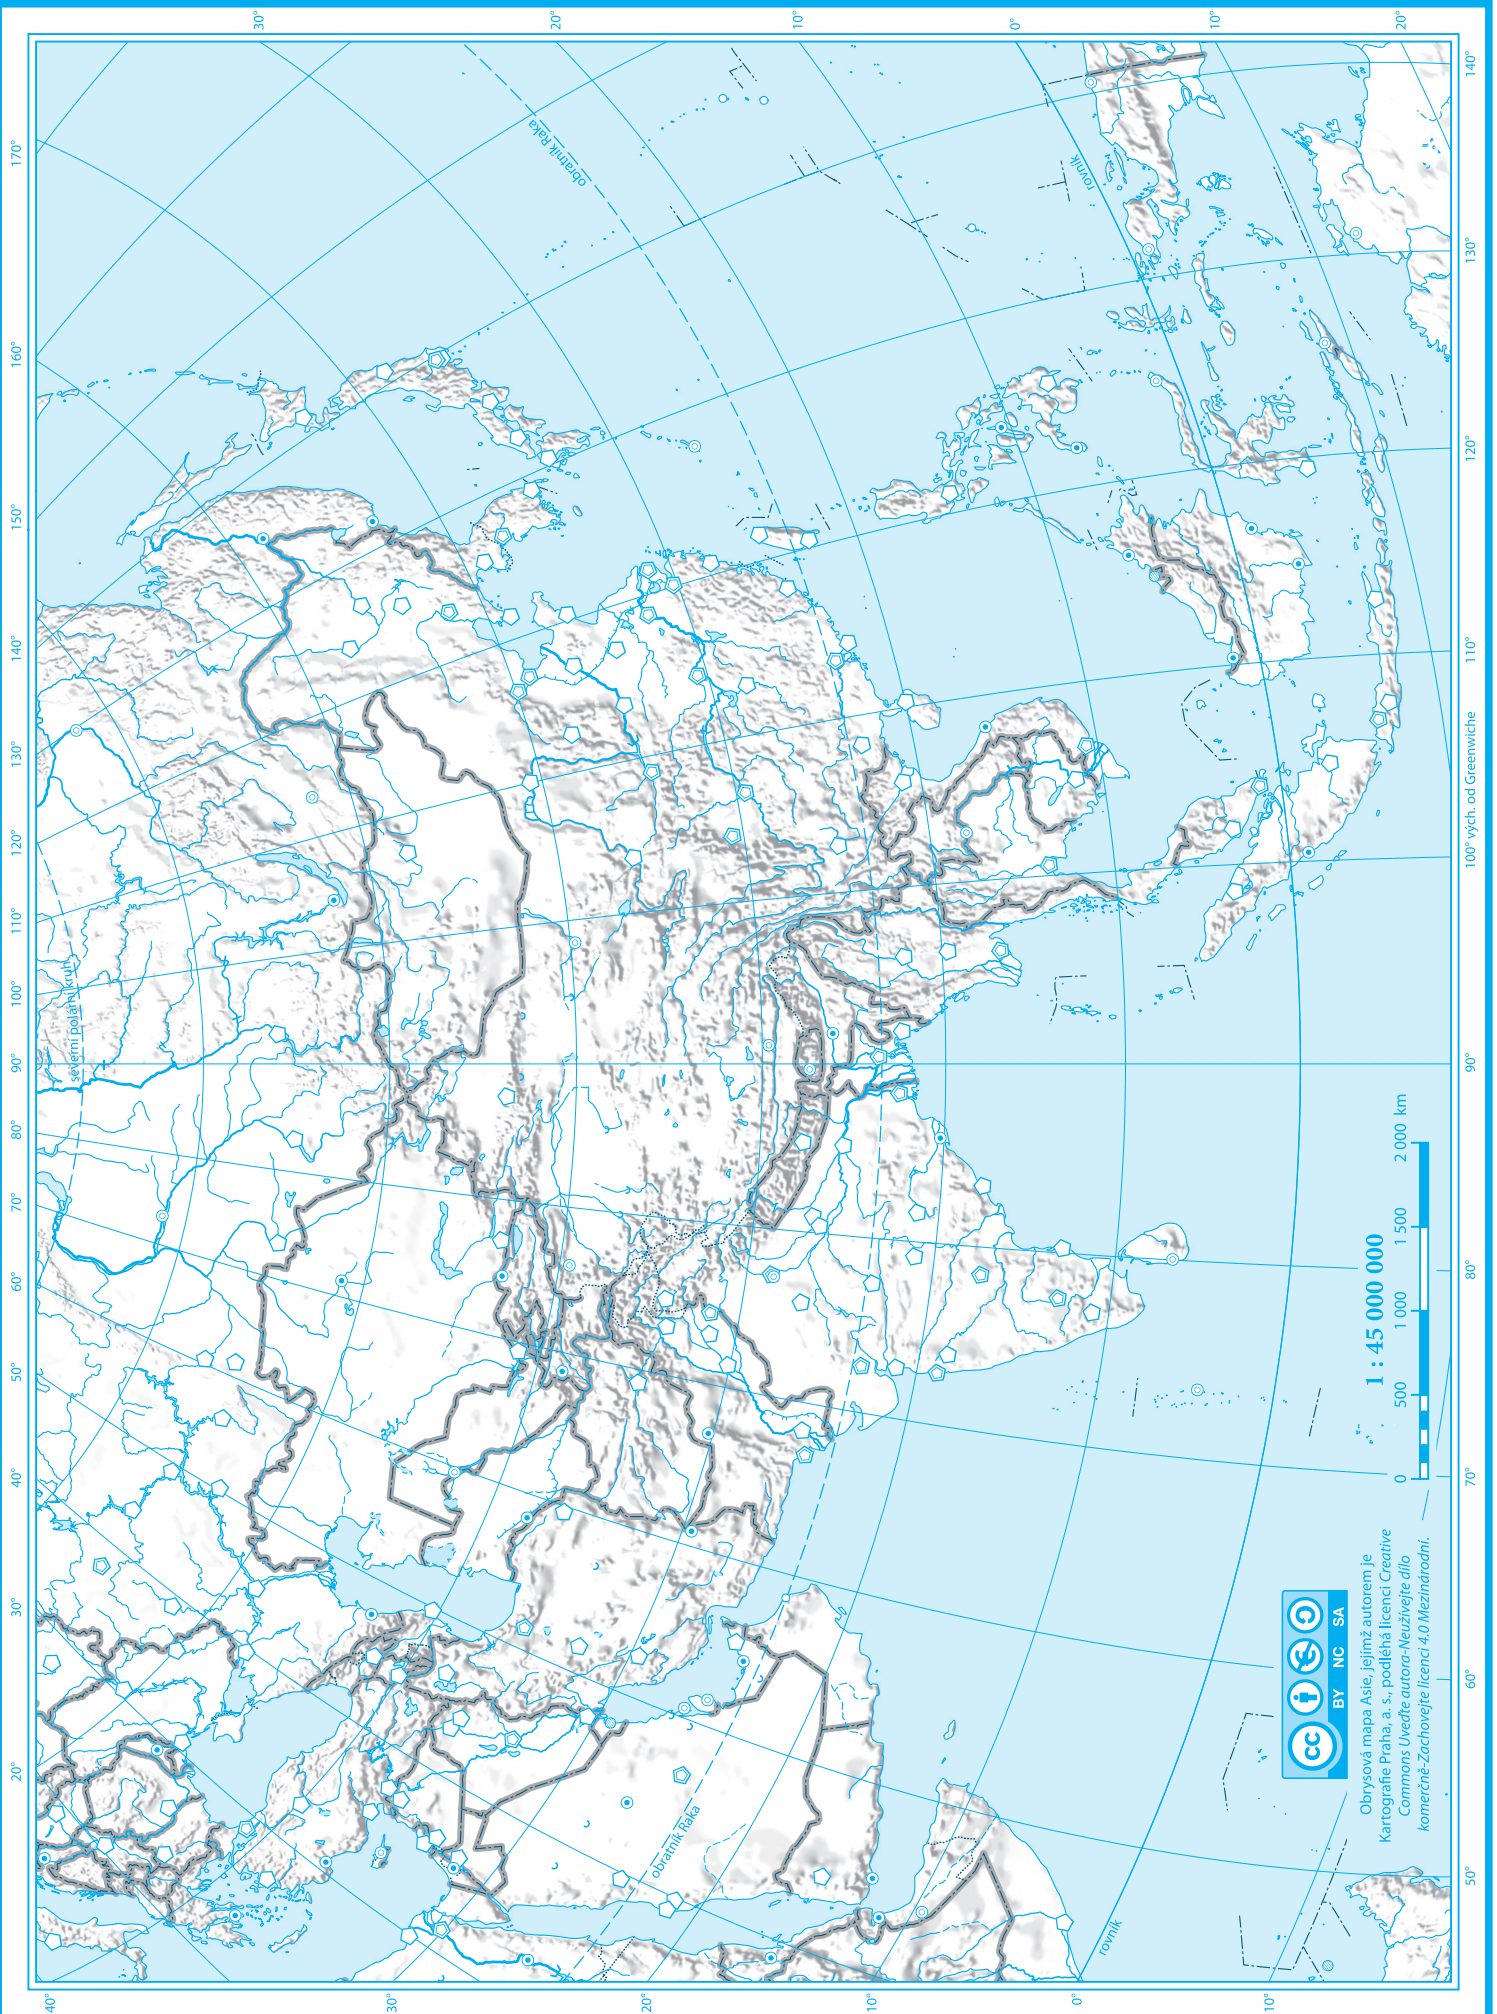 30°
20°
10°
0°
10°
20°
170°
160°
150°
140°
130°
120°
110°
100°
90°
80°
70°
60°
50°
40°
30°
20°
40°
30°
20°
10°
0°
10°
140°
130°
120°
110°
100° vých. od Greenwiche
90°
80°
70°
60°
50°
severní polární kruh
obratník Raka
rovník
obratník Raka
rovník
1 : 45 000 000
0 500 1 000 1 500 2 000 km
cc
BY NC SA
Obrysová mapa Asie, jejímž autorem je
Kartografie Praha, a. s., podléhá licenci Creative
Commons Uveďte autora-Neužívejte dílo
komerčně-Zachovejte licenci 4.0 Mezinárodní.